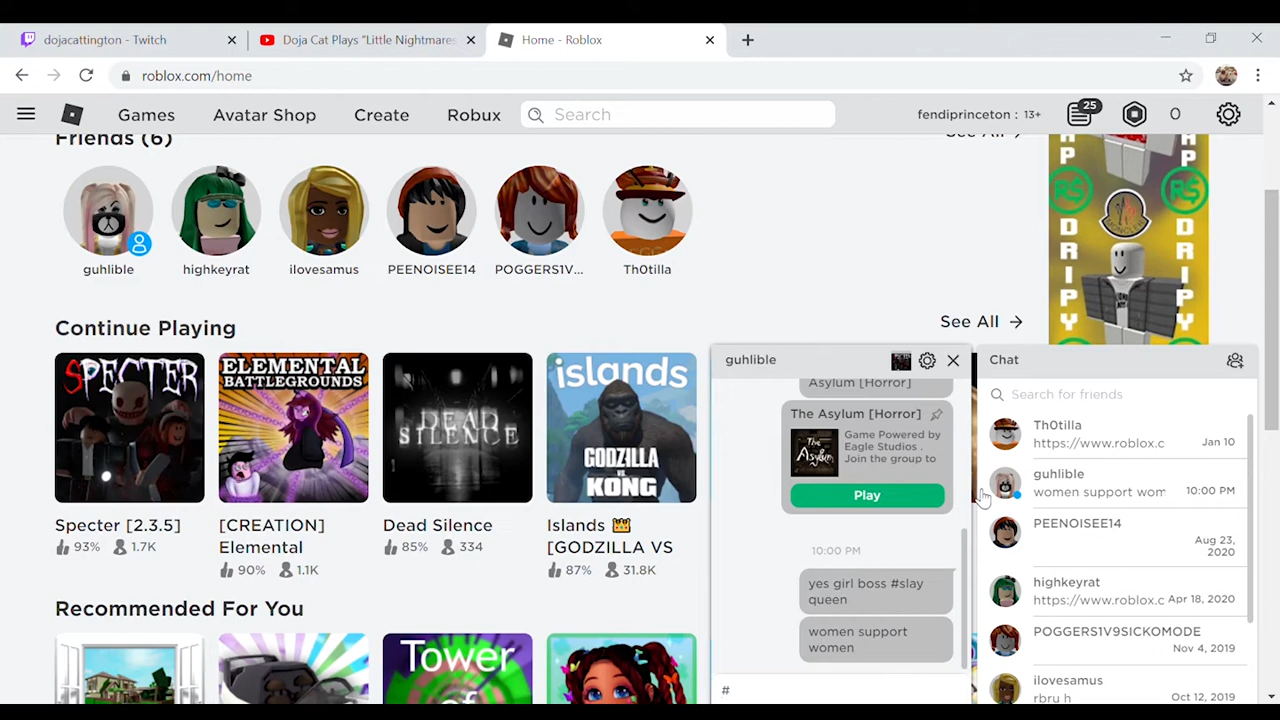 dojacattington - Twitch
Doja Cat Plays "Little Nightmares
Home - Roblox
roblox.com/home
Games
Avatar Shop
Create
Robux
Search
fendiprinceton : 13+
25
0
Friends (6)
See All
guhlible
highkeyrat
ilovesamus
PEENOISE14
POGGERS1V...
Th0tilla
R$
R$
DRIPY
DRIPY
Continue Playing
See All
SPECTER
ELEMENTAL
BATTLEGROUNDS
DEAD
SILENCE
islands
GODZILLA
VS
KONG
Specter [2.3.5]
93% 1.7K
[CREATION]
Elemental
90% 1.1K
Dead Silence
85% 334
Islands 👑
[GODZILLA VS
87% 31.8K
Recommended For You
Tower
of
guhlible
Asylum [Horror]
The Asylum [Horror]
The
Asylum
Game Powered by
Eagle Studios .
Join the group to
Play
10:00 PM
yes girl boss #slay
queen
women support
women
#
Chat
Search for friends
Th0tilla
https://www.roblox.c Jan 10
guhlible
women support wom 10:00 PM
PEENOISE14
Aug 23,
2020
highkeyrat
https://www.roblox.c Apr 18, 2020
POGGERS1V9SICKOMODE
Nov 4, 2019
ilovesamus
rbru h Oct 12, 2019